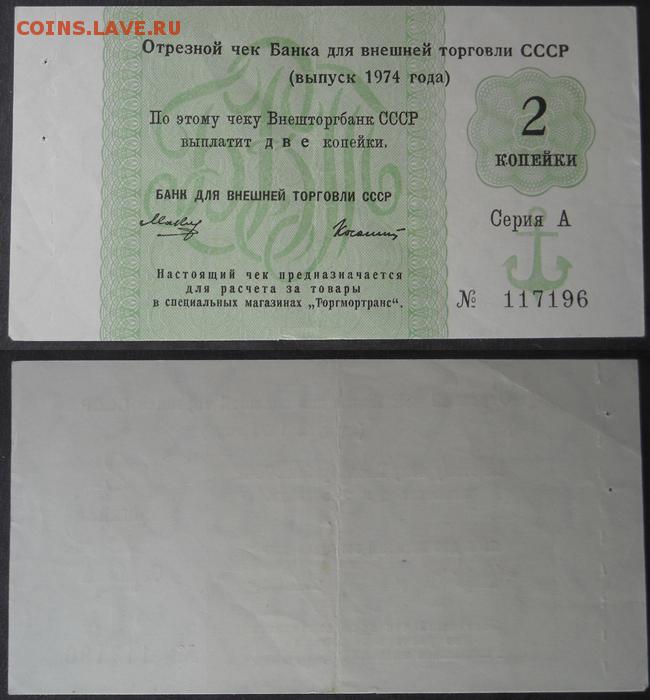 COINS.LAVE.RU
Отрезной чек Банка для внешней торговли СССР
(выпуск 1974 года)
По этому чеку Внешторгбанк СССР
выплатит две копейки.
2
КОПЕЙКИ
БАНК ДЛЯ ВНЕШНЕЙ ТОРГОВЛИ СССР
Серия А
Настоящий чек предназначается
для расчета за товары
в специальных магазинах „Торгмортранс“.
№ 117196